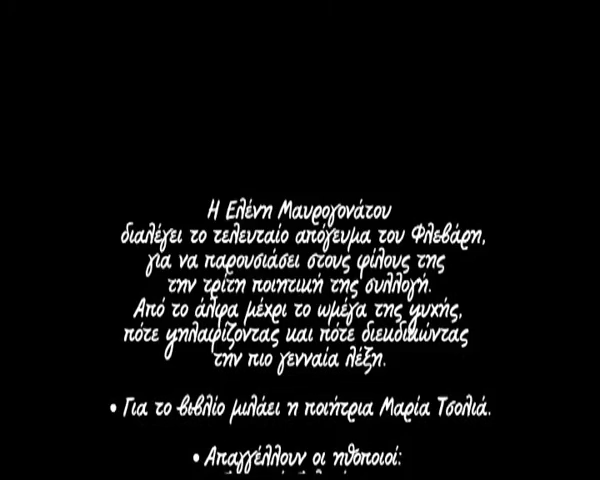 Η Ελένη Μαυρογονάτου
διαλέγει το τελευταίο απόγευμα του Φλεβάρη,
για να παρουσιάσει στους φίλους της
την τρίτη ποιητική της συλλογή.
Από το άλφα μέχρι το ωμέγα της ψυχής,
πότε ψηλαφίζοντας και πότε διεκδικώντας
την πιο γενναία λέξη.
• Για το βιβλίο μιλάει η ποιήτρια Μαρία Τσολιά.
• Απαγγέλλουν οι ηθοποιοί: